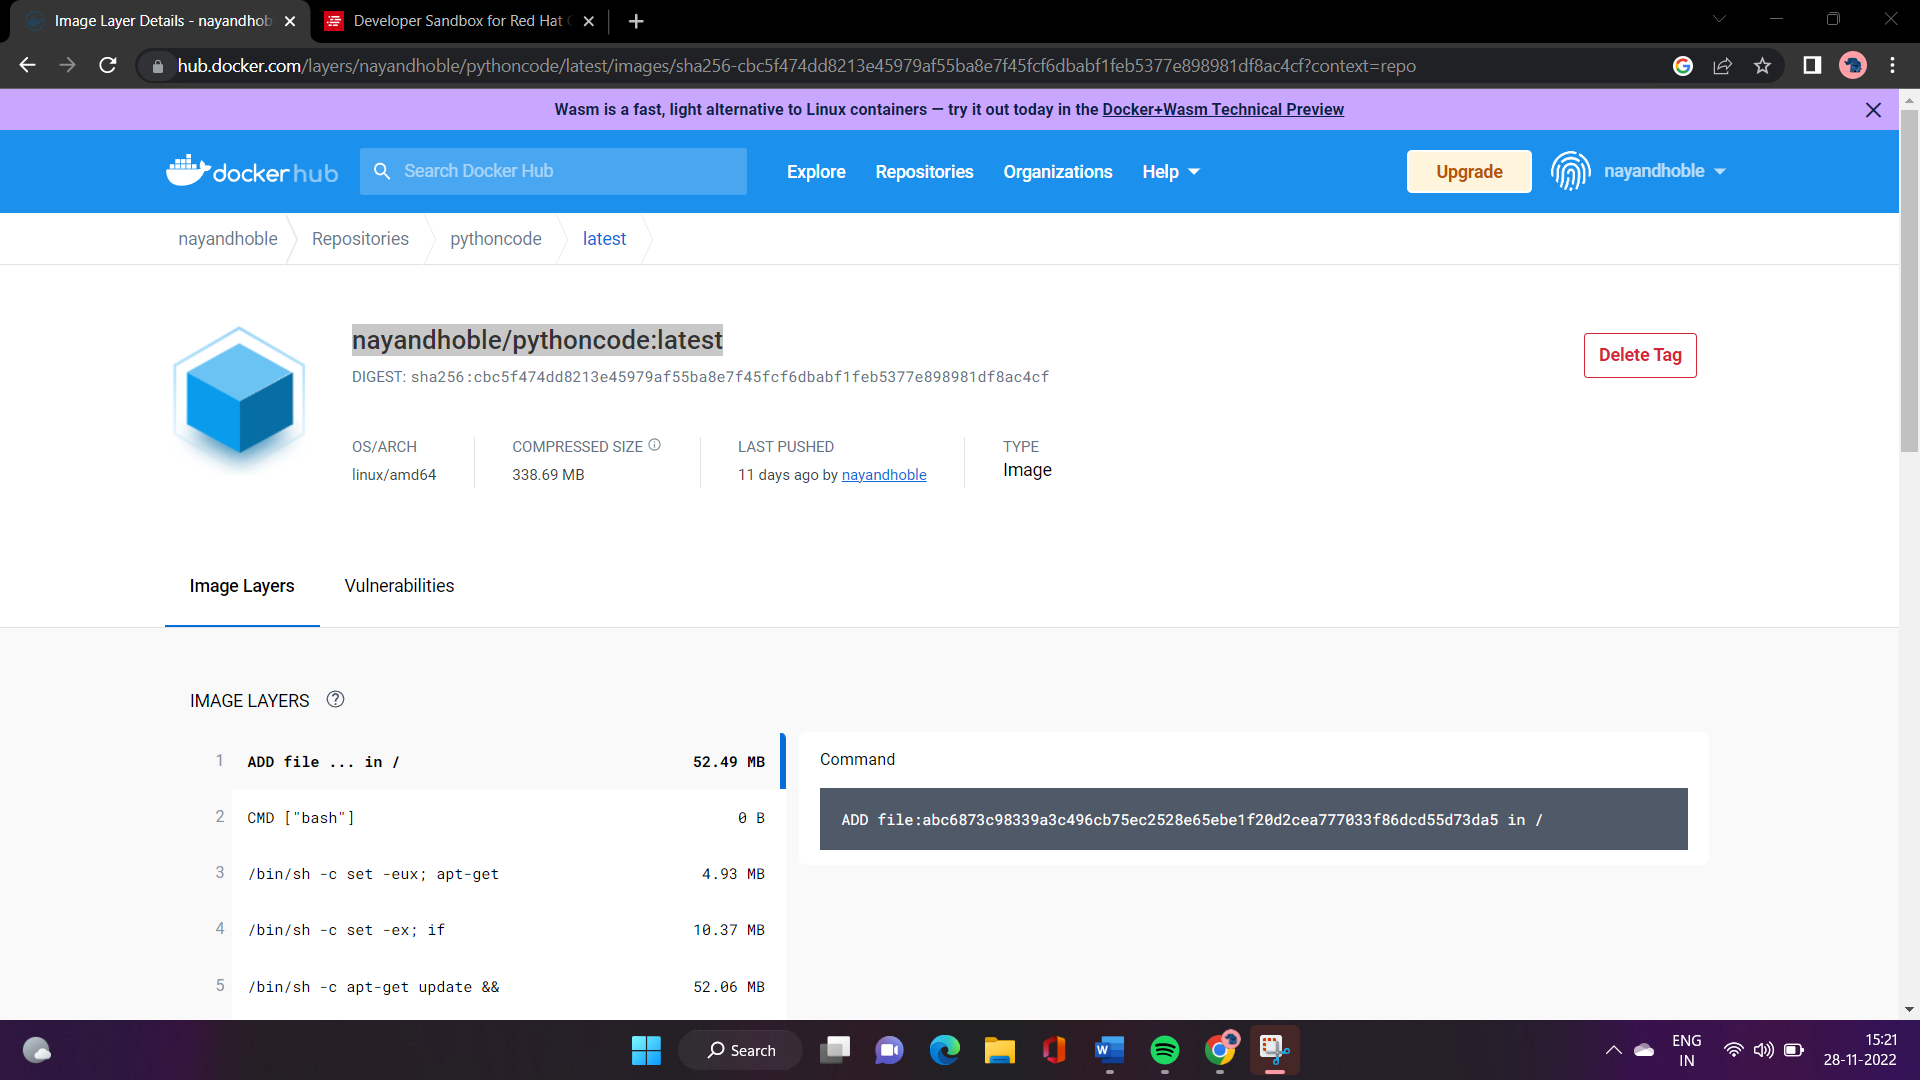 Image Layer Details - nayandhob
Developer Sandbox for Red Hat
hub.docker.com/layers/nayandhoble/pythoncode/latest/images/sha256-cbc5f474dd8213e45979af55ba8e7f45fcf6dbabf1feb5377e898981df8ac4cf?context=repo
Wasm is a fast, light alternative to Linux containers — try it out today in the Docker+Wasm Technical Preview
dockerhub
Search Docker Hub
Explore
Repositories
Organizations
Help
Upgrade
nayandhoble
nayandhoble
Repositories
pythoncode
latest
nayandhoble/pythoncode:latest
Delete Tag
DIGEST: sha256:cbc5f474dd8213e45979af55ba8e7f45fcf6dbabf1feb5377e898981df8ac4cf
OS/ARCH
linux/amd64
COMPRESSED SIZE
338.69 MB
LAST PUSHED
11 days ago by nayandhoble
TYPE
Image
Image Layers
Vulnerabilities
IMAGE LAYERS
1 ADD file ... in / 52.49 MB
2 CMD ["bash"] 0 B
3 /bin/sh -c set -eux; apt-get 4.93 MB
4 /bin/sh -c set -ex; if 10.37 MB
5 /bin/sh -c apt-get update && 52.06 MB
Command
ADD file:abc6873c98339a3c496cb75ec2528e65ebe1f20d2cea777033f86dcd55d73da5 in /
Search
ENG
IN
15:21
28-11-2022